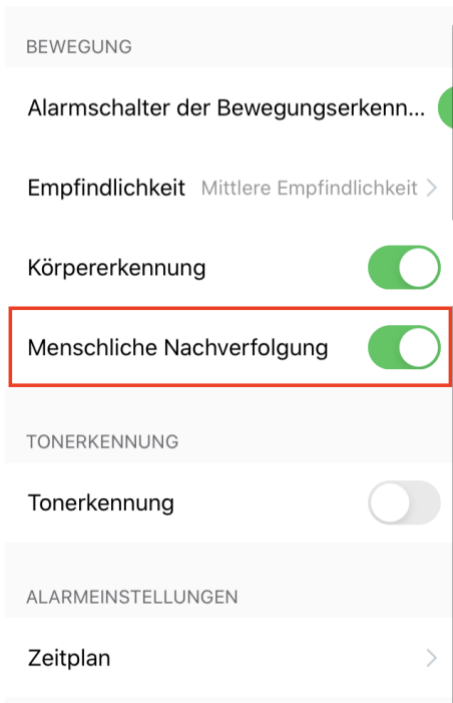 BEWEGUNG
Alarmschalter der Bewegungserkenn...
Empfindlichkeit Mittlere Empfindlichkeit
Körpererkennung
Menschliche Nachverfolgung
TONERKENNUNG
Tonerkennung
ALARMEINSTELLUNGEN
Zeitplan